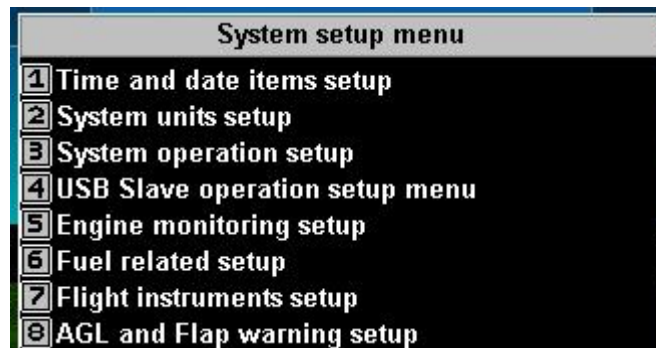 System setup menu
1 Time and date items setup
2 System units setup
3 System operation setup
4 USB Slave operation setup menu
5 Engine monitoring setup
6 Fuel related setup
7 Flight instruments setup
8 AGL and Flap warning setup